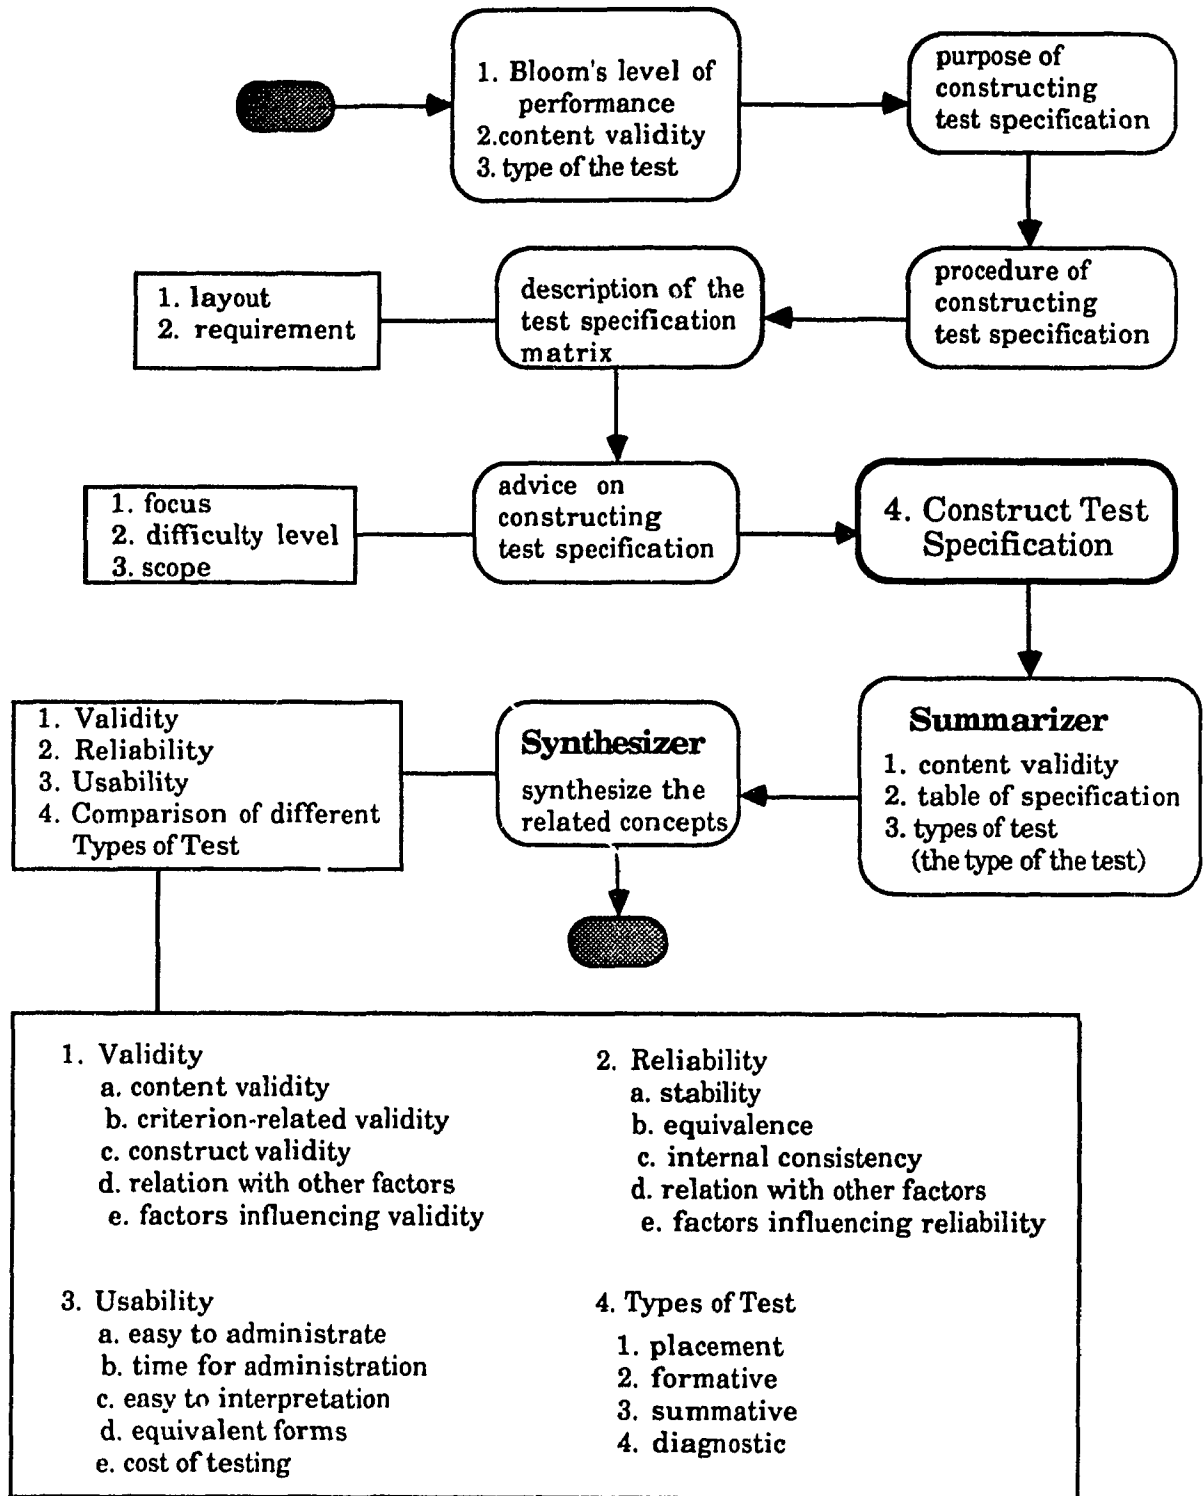 1. Bloom's level of
performance
2.content validity
3. type of the test
purpose of
constructing
test specification
procedure of
constructing
test specification
description of the
test specification
matrix
1. layout
2. requirement
advice on
constructing
test specification
1. focus
2. difficulty level
3. scope
4. Construct Test
Specification
Summarizer
1. content validity
2. table of specification
3. types of test
(the type of the test)
Synthesizer
synthesize the
related concepts
1. Validity
2. Reliability
3. Usability
4. Comparison of different
Types of Test
1. Validity
a. content validity
b. criterion-related validity
c. construct validity
d. relation with other factors
e. factors influencing validity
2. Reliability
a. stability
b. equivalence
c. internal consistency
d. relation with other factors
e. factors influencing reliability
3. Usability
a. easy to administrate
b. time for administration
c. easy to interpretation
d. equivalent forms
e. cost of testing
4. Types of Test
1. placement
2. formative
3. summative
4. diagnostic